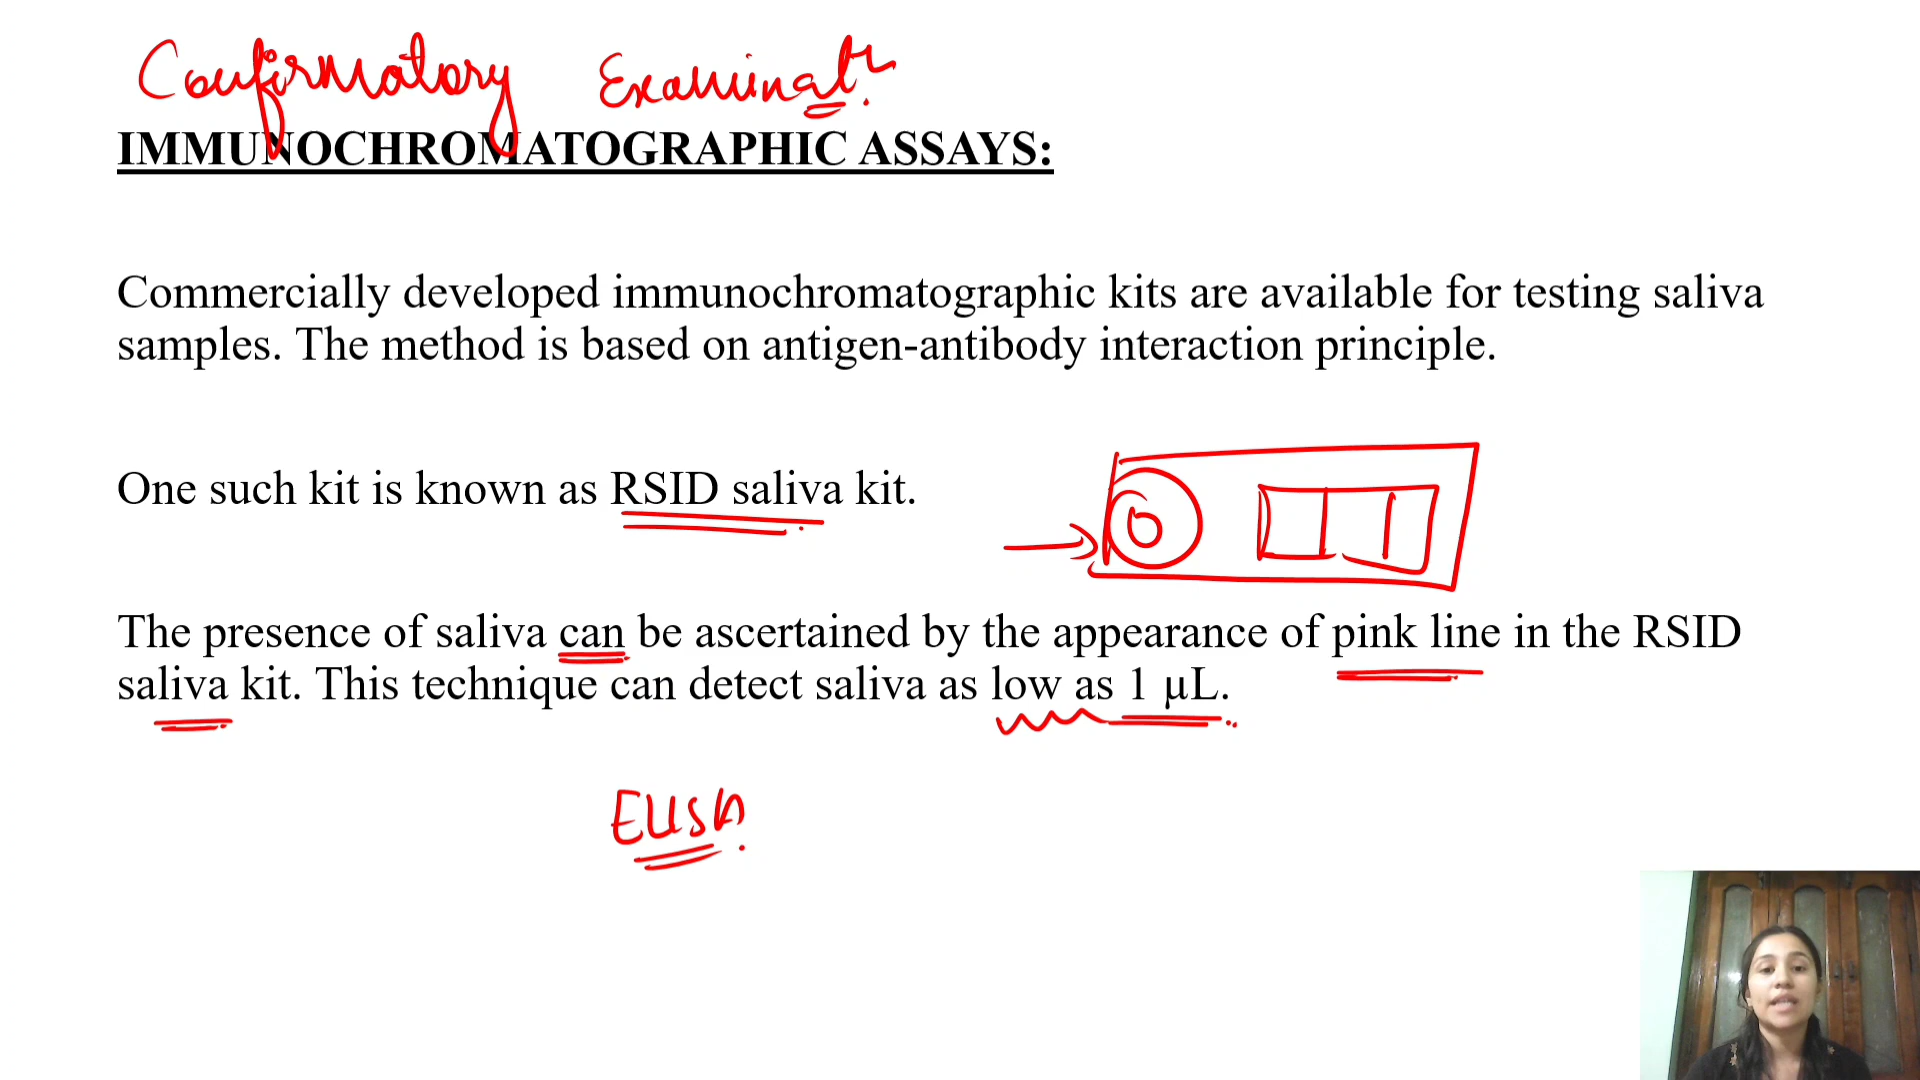 Confirmatory Examinatn.
IMMUNOCHROMATOGRAPHIC ASSAYS:
Commercially developed immunochromatographic kits are available for testing saliva
samples. The method is based on antigen-antibody interaction principle.
One such kit is known as RSID saliva kit.
The presence of saliva can be ascertained by the appearance of pink line in the RSID
saliva kit. This technique can detect saliva as low as 1 µL.
ELISA